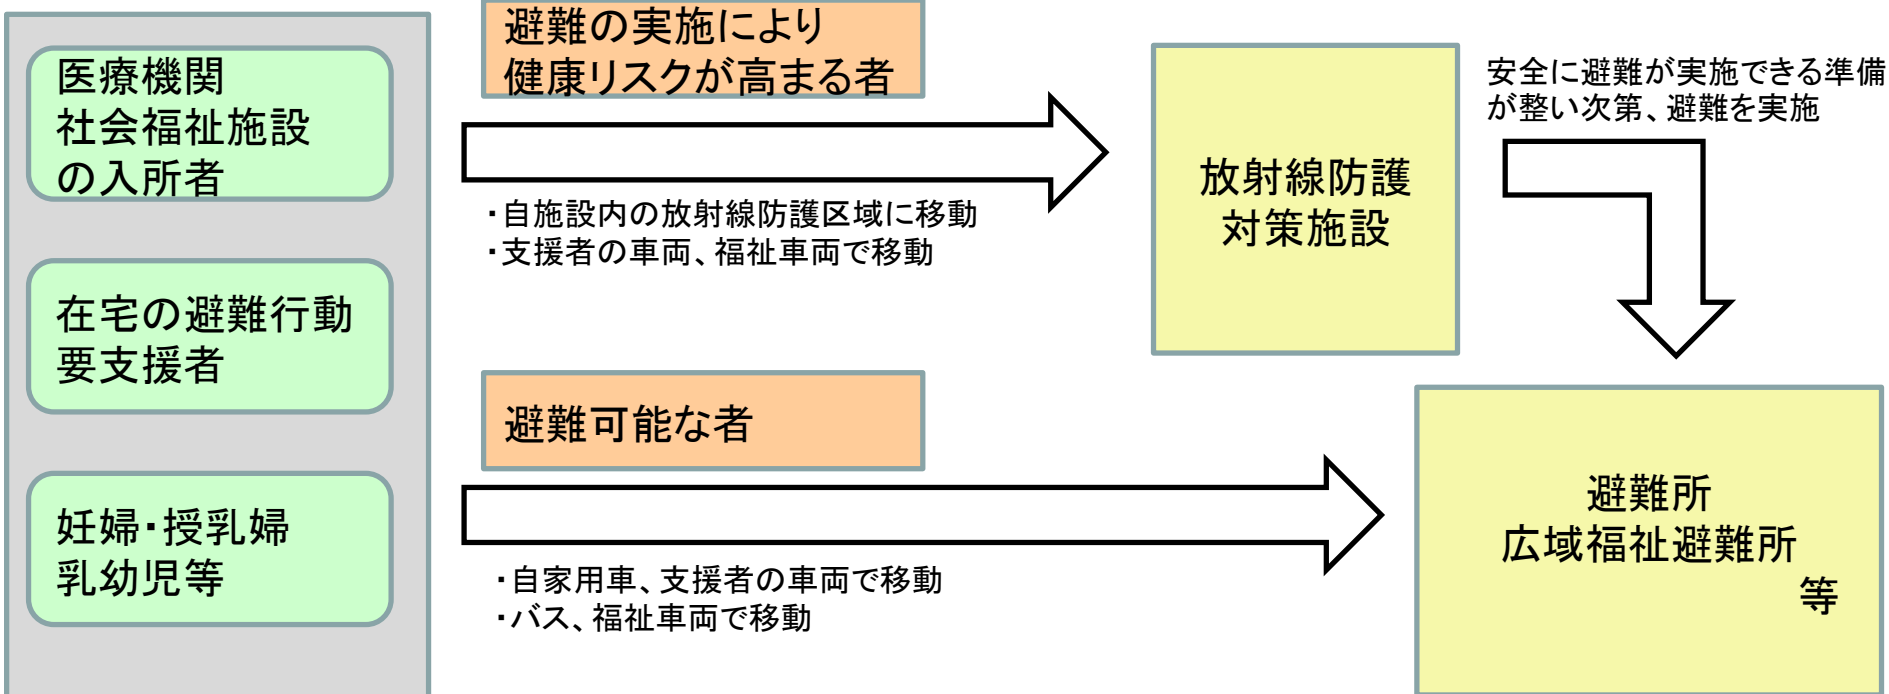 医療機関
社会福祉施設
の入所者
在宅の避難行動
要支援者
妊婦・授乳婦
乳幼児等
避難の実施により
健康リスクが高まる者
・自施設内の放射線防護区域に移動
・支援者の車両、福祉車両で移動
放射線防護
対策施設
安全に避難が実施できる準備
が整い次第、避難を実施
避難可能な者
・自家用車、支援者の車両で移動
・バス、福祉車両で移動
避難所
広域福祉避難所
等